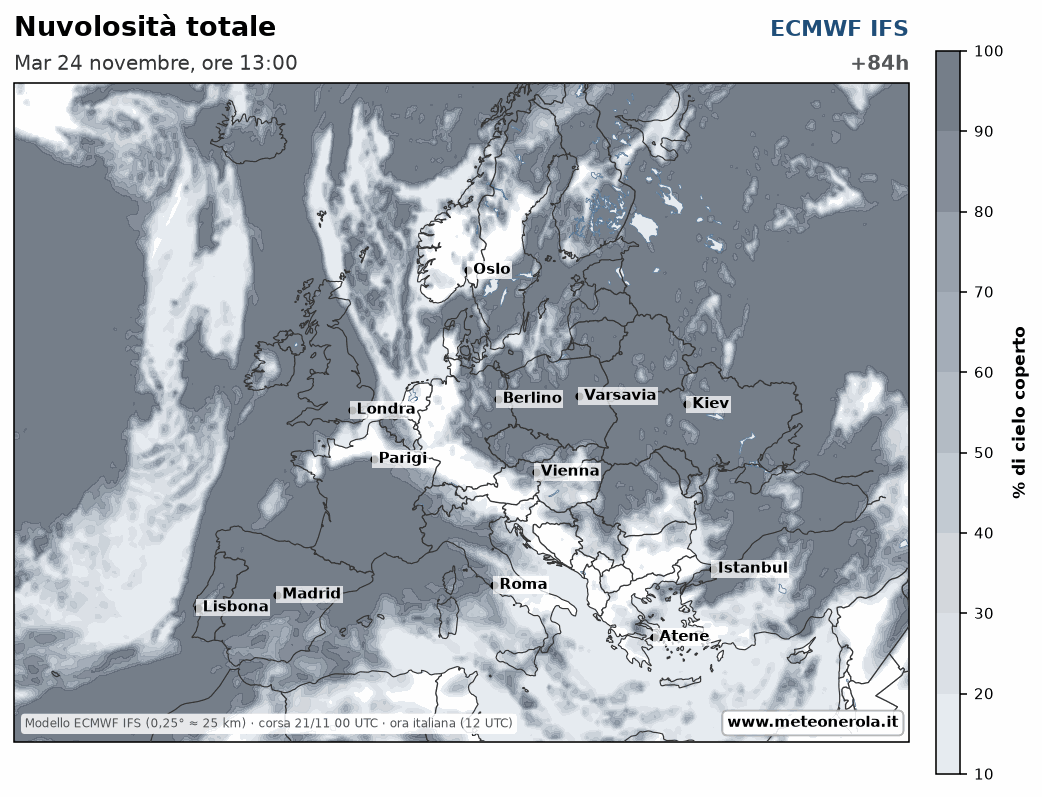 Nuvolosità totale
ECMWF IFS
Mar 24 novembre, ore 13:00
+84h
100
90
80
70
60
50
40
30
20
10
% di cielo coperto
Oslo
Berlino
Varsavia
Kiev
Londra
Parigi
Vienna
Istanbul
Roma
Madrid
Lisbona
Atene
Modello ECMWF IFS (0,25° ≈ 25 km) · corsa 21/11 00 UTC · ora italiana (12 UTC)
www.meteonerola.it